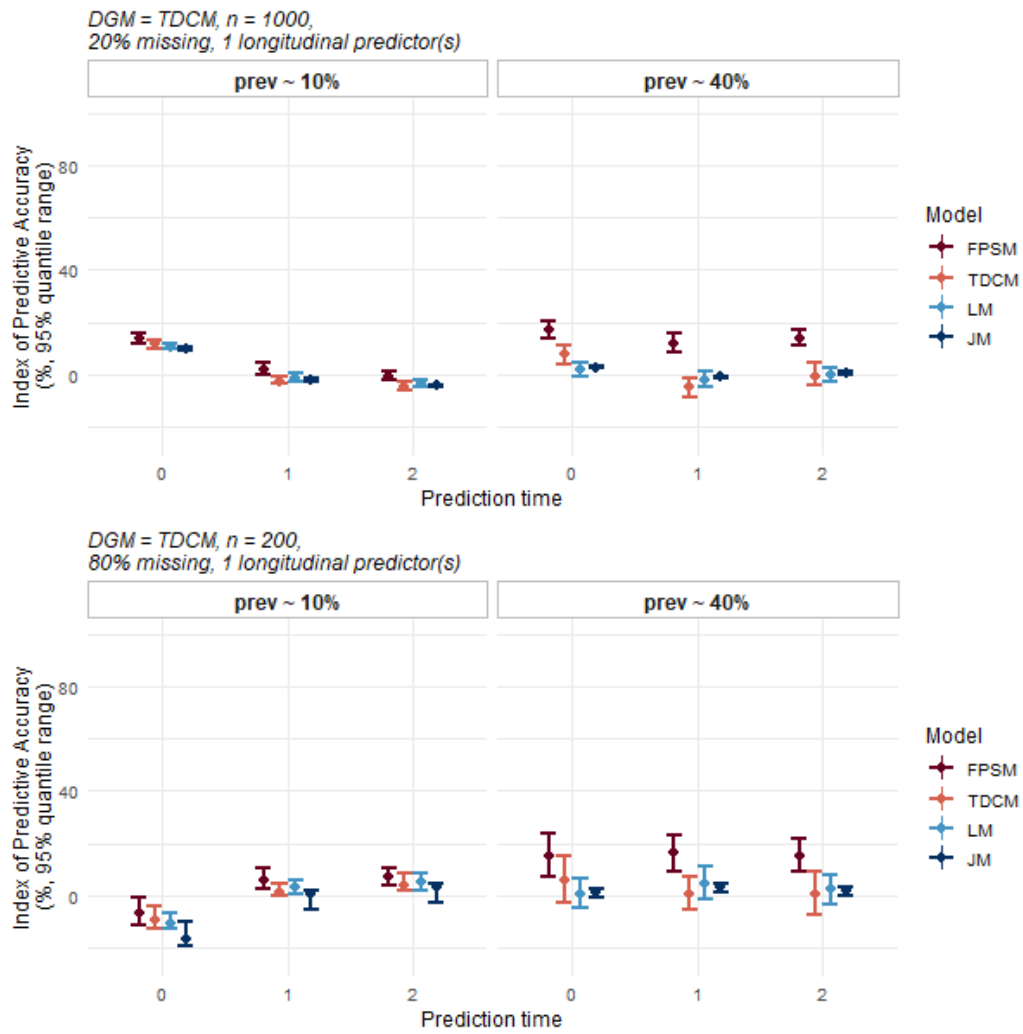 DGM = TDCM, n = 1000,
20% missing, 1 longitudinal predictor(s)
prev ~ 10%
prev ~ 40%
Index of Predictive Accuracy
(%, 95% quantile range)
80
40
0
0
1
2
0
1
2
Prediction time
Model
FPSM
TDCM
LM
JM
DGM = TDCM, n = 200,
80% missing, 1 longitudinal predictor(s)
prev ~ 10%
prev ~ 40%
Index of Predictive Accuracy
(%, 95% quantile range)
80
40
0
0
1
2
0
1
2
Prediction time
Model
FPSM
TDCM
LM
JM